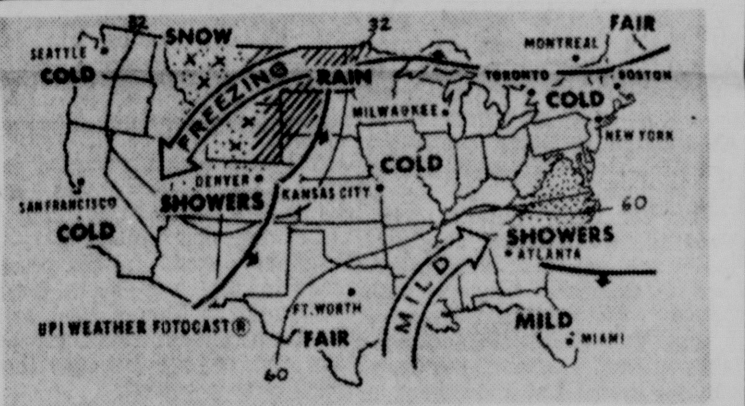 32
32
FAIR
SNOW
MONTREAL
SEATTLE
COLD
FREEZING
RAIN
TORONTO
BOSTON
COLD
MILWAUKEE
NEW YORK
COLD
DENVER
KANSAS CITY
SHOWERS
SAN FRANCISCO
COLD
60
SHOWERS
ATLANTA
MILD
FT. WORTH
UPI WEATHER FOTOCAST®
FAIR
MILD
MIAMI
60